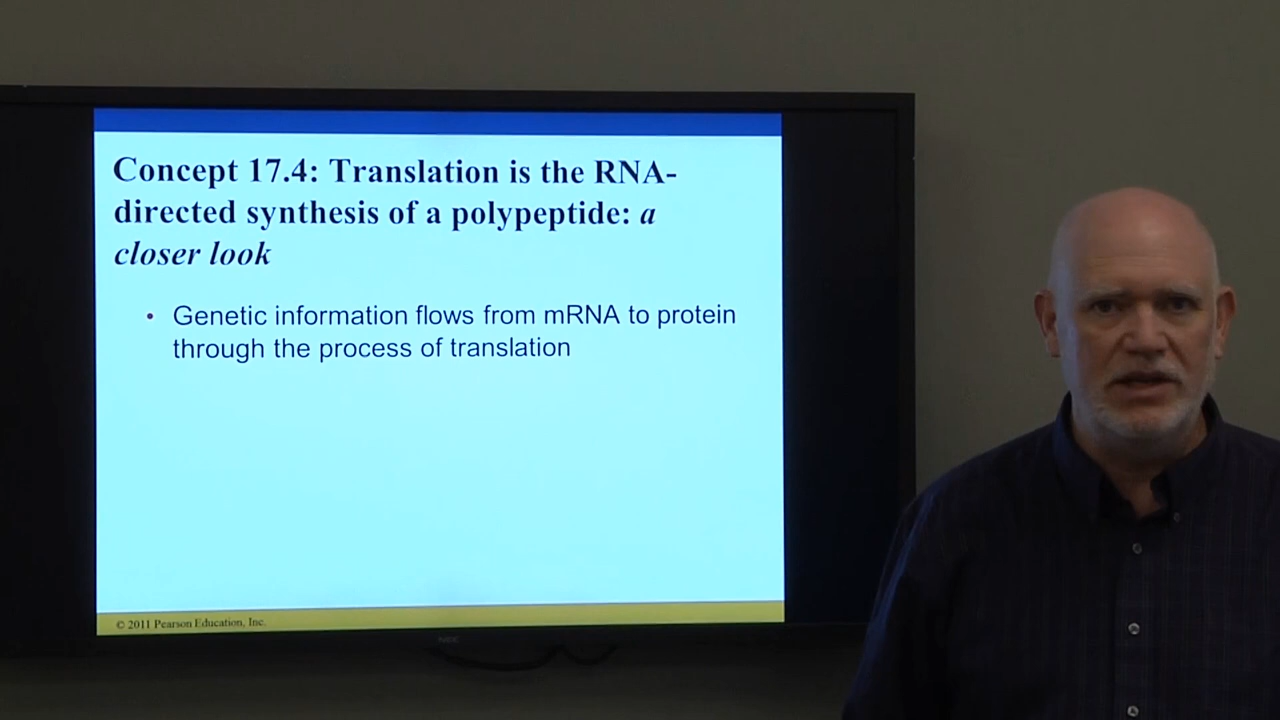 Concept 17.4: Translation is the RNA-
directed synthesis of a polypeptide: a
closer look
• Genetic information flows from mRNA to protein
through the process of translation
© 2011 Pearson Education, Inc.
NEC